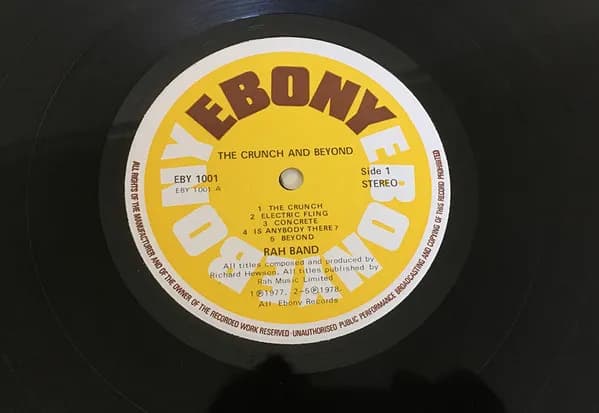 EBONY
EBONY
EBONY
THE CRUNCH AND BEYOND
EBY 1001
EBY 1001 A
Side 1
STEREO
1 THE CRUNCH
2 ELECTRIC FLING
3 CONCRETE
4 IS ANYBODY THERE?
5 BEYOND
RAH BAND
All titles composed and produced by
Richard Hewson. All titles published by
Rah Music Limited
1 ℗ 1977. 2-5 ℗ 1978.
All Ebony Records
ALL RIGHTS OF THE MANUFACTURER AND OF THE OWNER OF THE RECORDED WORK RESERVED · UNAUTHORISED PUBLIC PERFORMANCE BROADCASTING AND COPYING OF THIS RECORD PROHIBITED